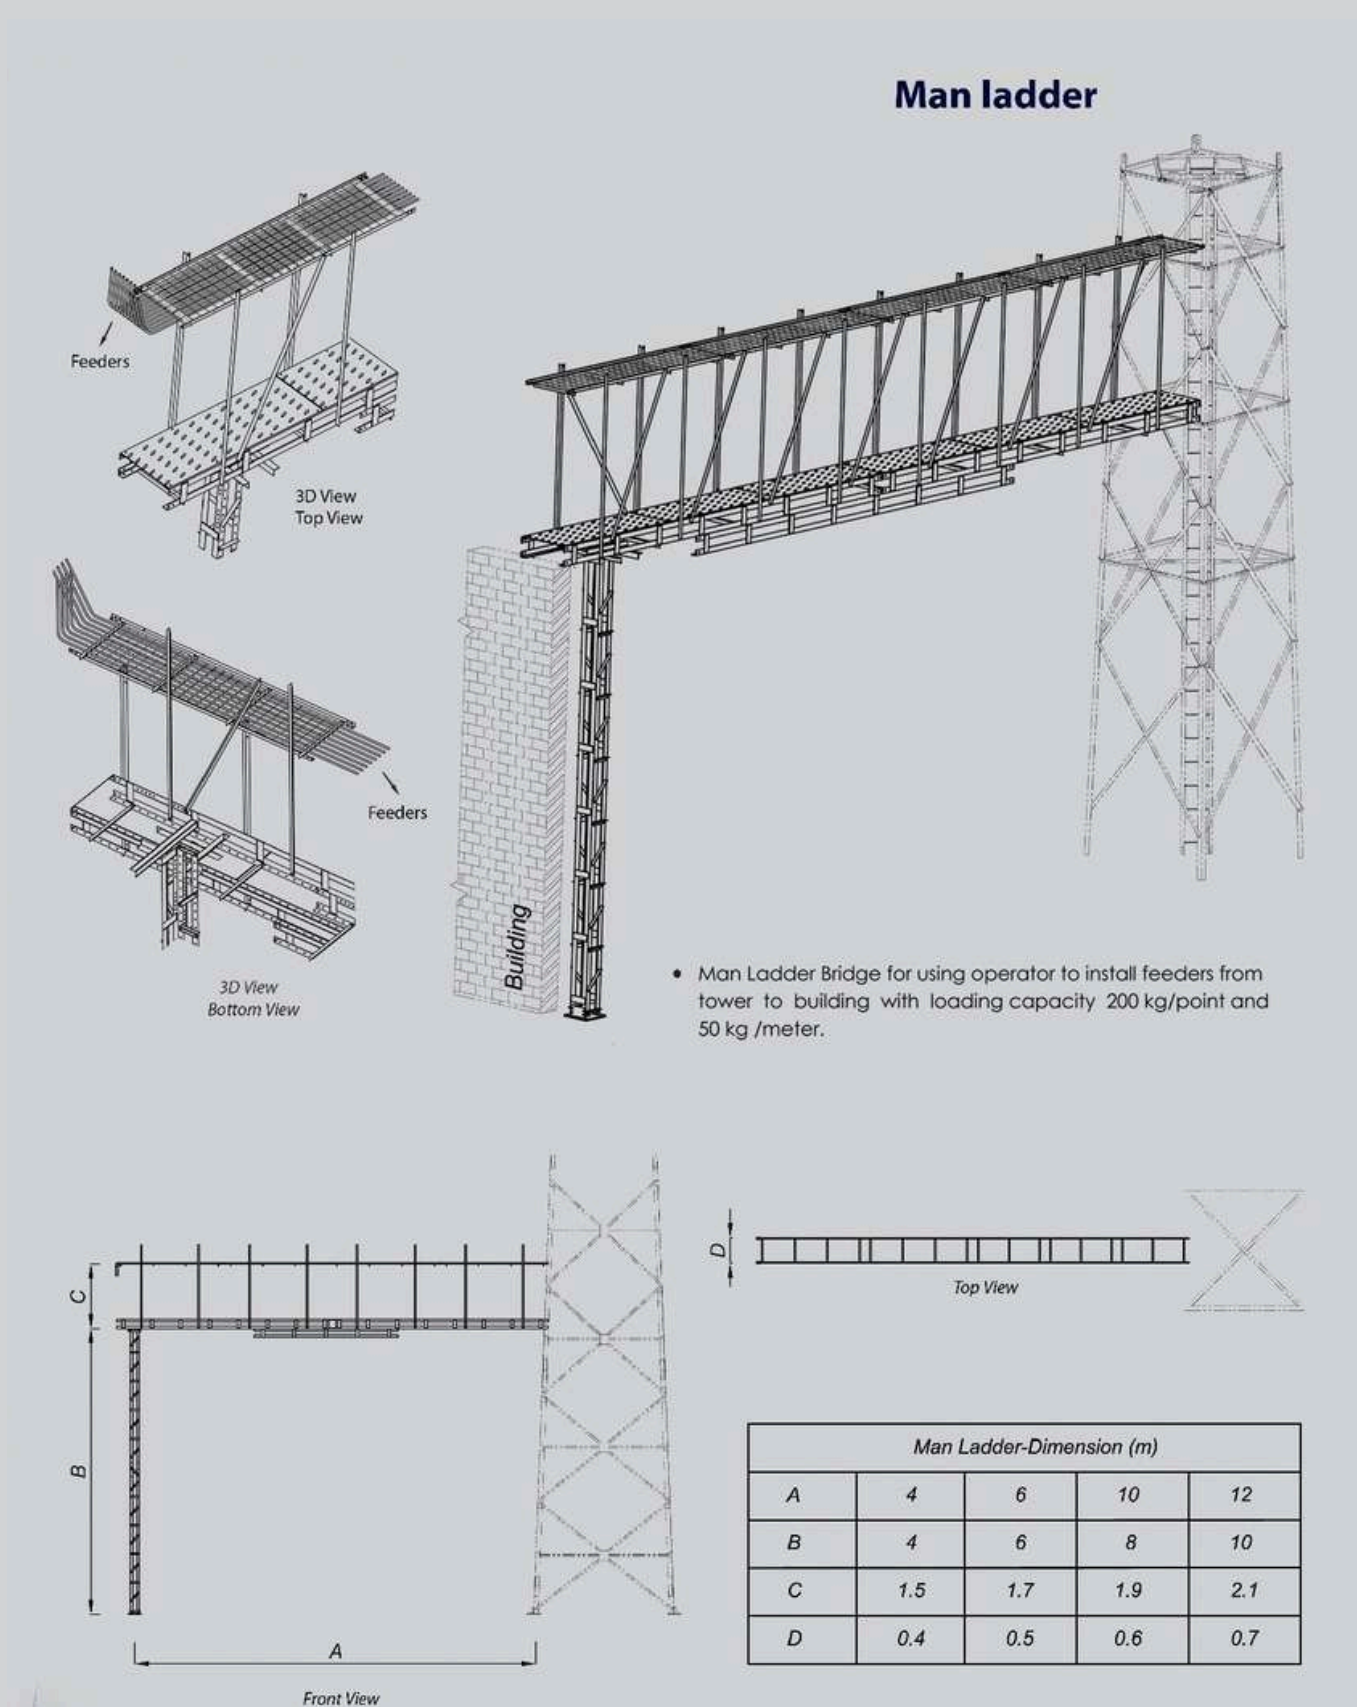 Man ladder
Feeders
3D View
Top View
Feeders
3D View
Bottom View
Building
• Man Ladder Bridge for using operator to install feeders from
tower to building with loading capacity 200 kg/point and
50 kg /meter.
C
B
A
Front View
D
Top View
Man Ladder-Dimension (m)
A 4 6 10 12
B 4 6 8 10
C 1.5 1.7 1.9 2.1
D 0.4 0.5 0.6 0.7